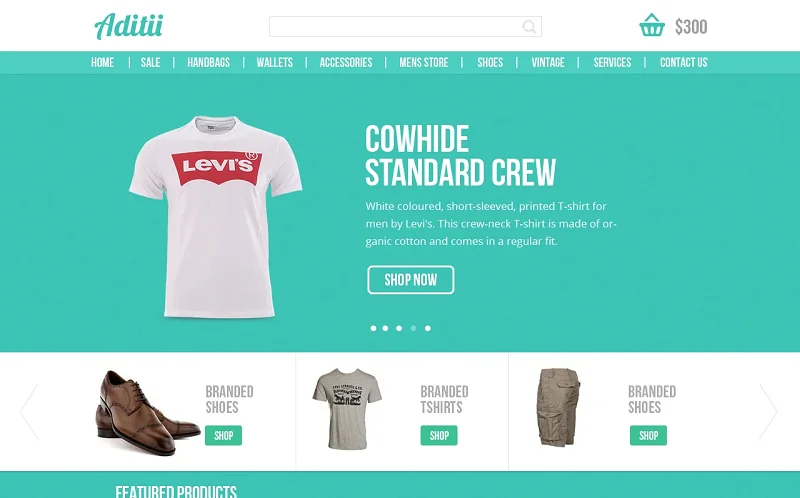 Aditii
$300
HOME | SALE | HANDBAGS | WALLETS | ACCESSORIES | MENS STORE | SHOES | VINTAGE | SERVICES | CONTACT US
LEVI'S®
COWHIDE
STANDARD CREW
White coloured, short-sleeved, printed T-shirt for
men by Levi's. This crew-neck T-shirt is made of or-
ganic cotton and comes in a regular fit.
SHOP NOW
BRANDED
SHOES
SHOP
BRANDED
TSHIRTS
SHOP
BRANDED
SHOES
SHOP
FEATURED PRODUCTS